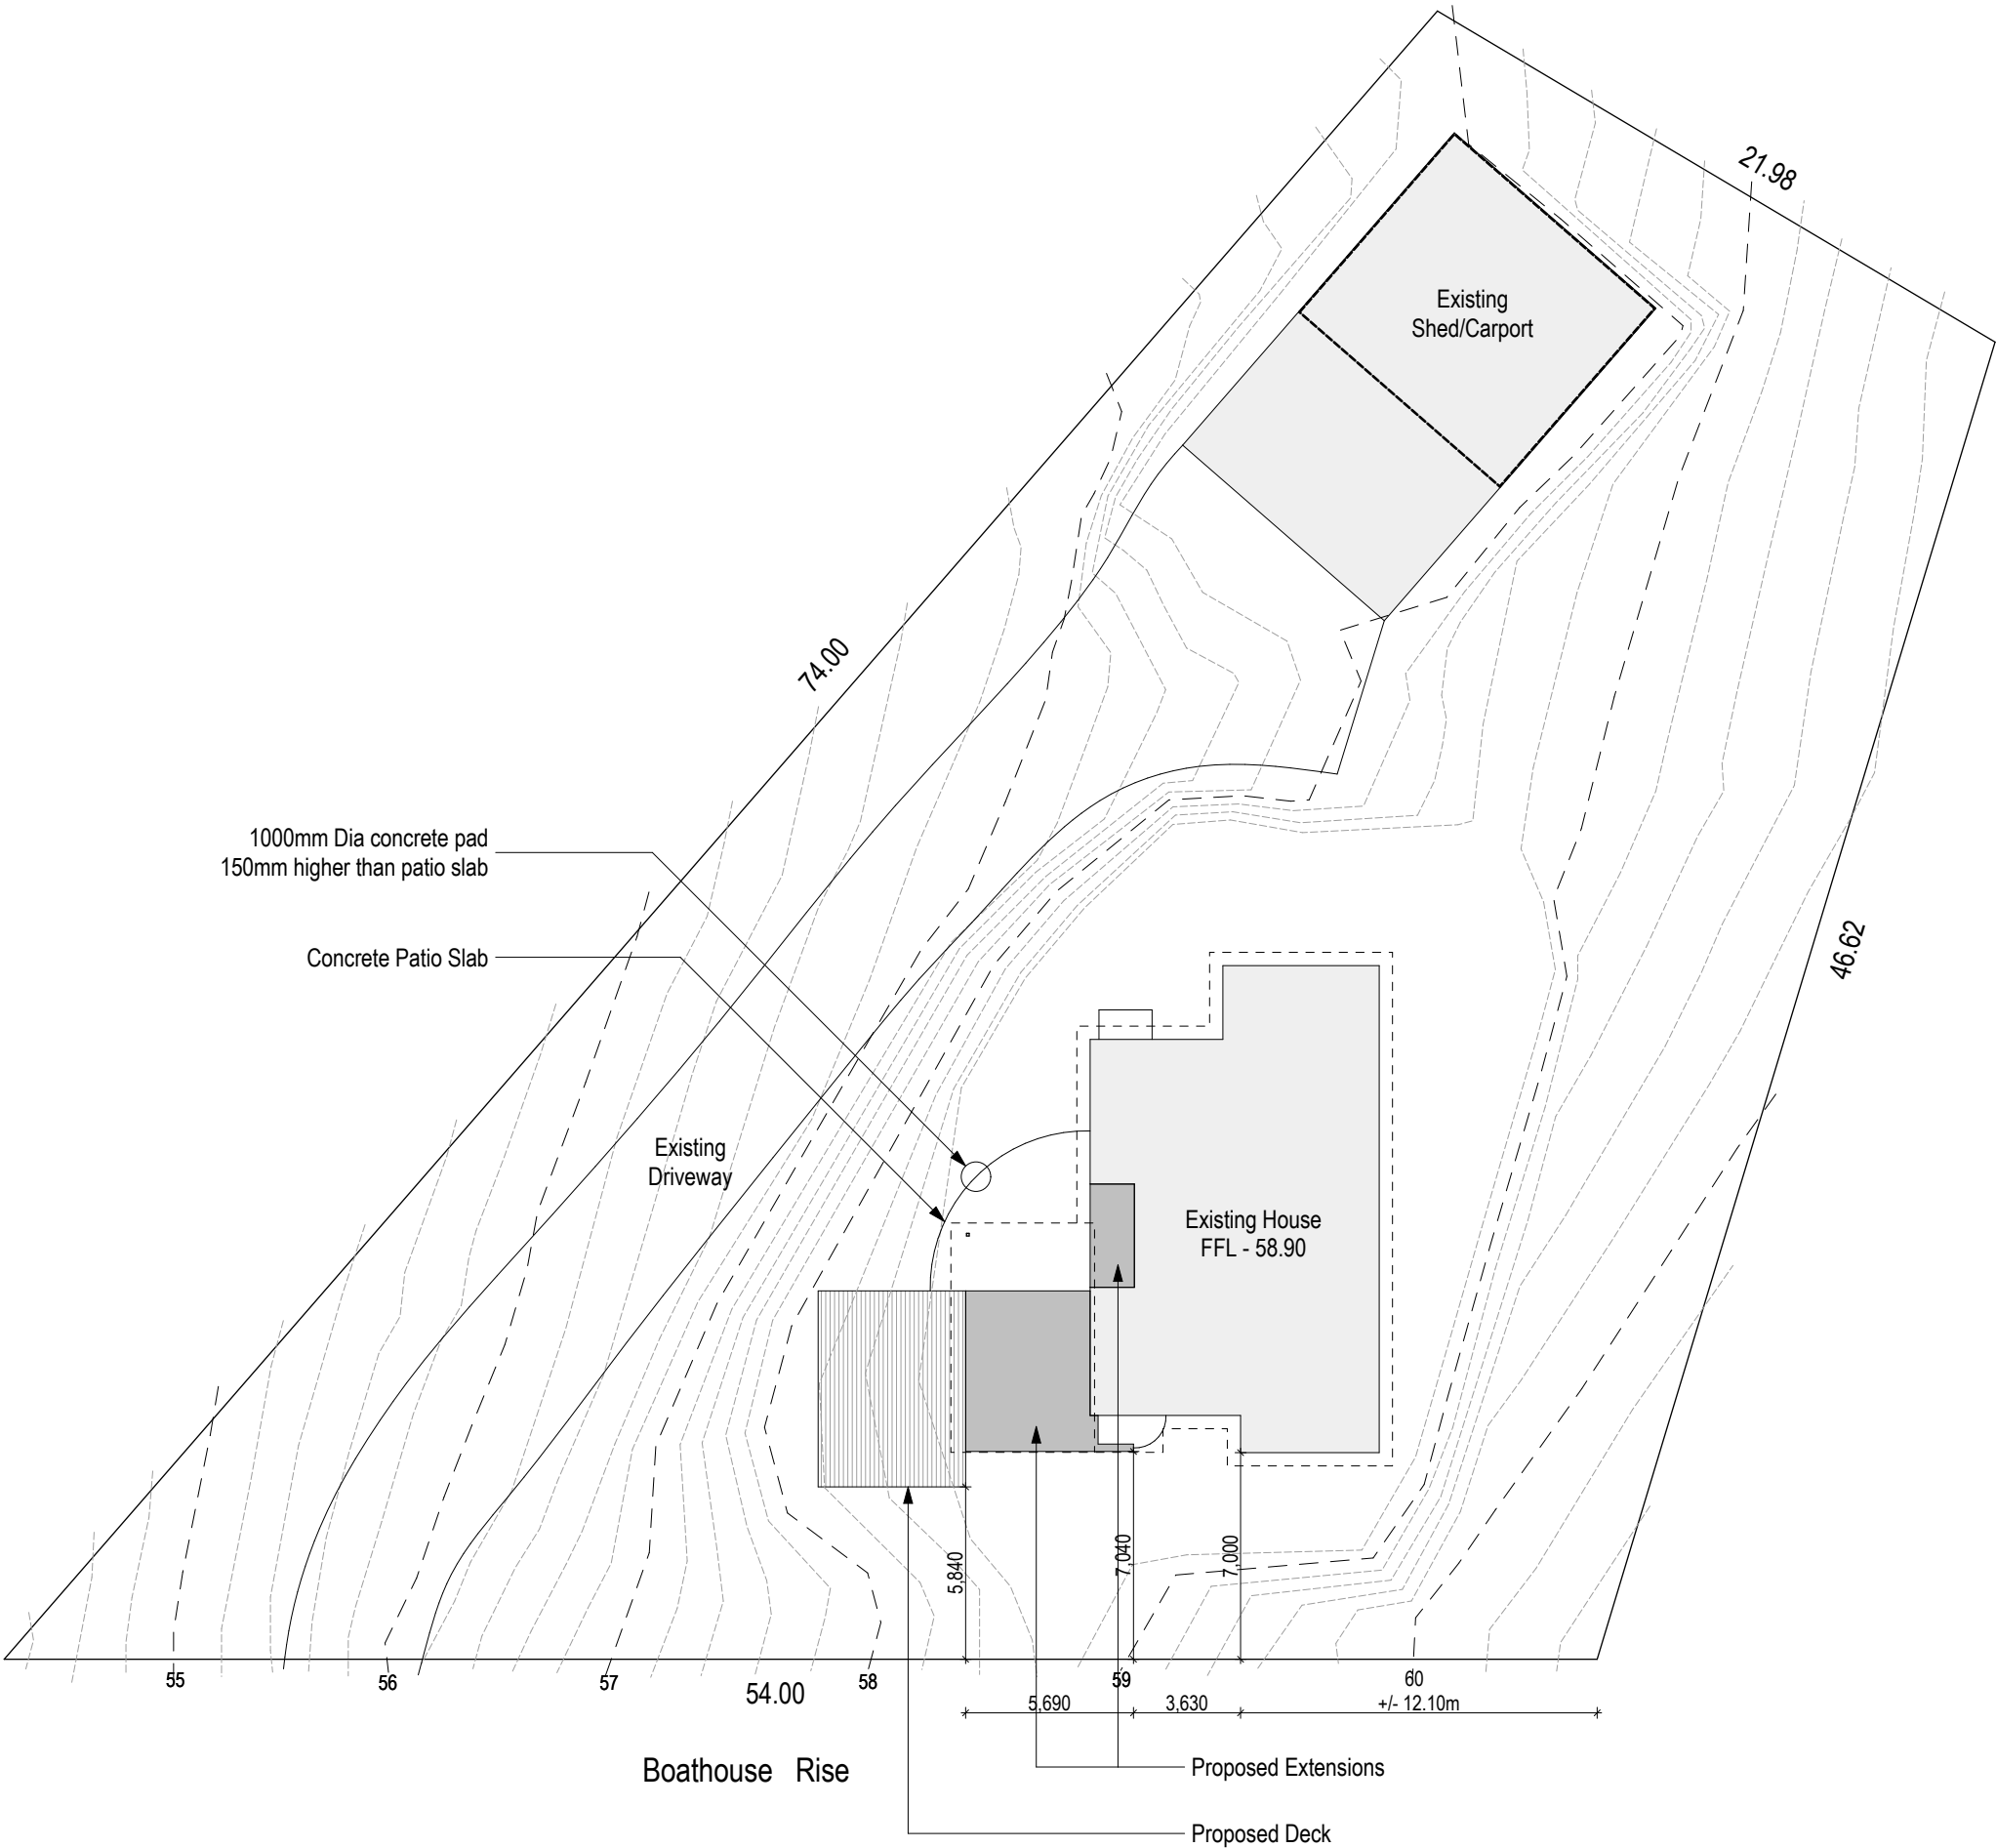 21.98
Existing
Shed/Carport
74.00
1000mm Dia concrete pad
150mm higher than patio slab
Concrete Patio Slab
46.62
Existing
Driveway
Existing House
FFL - 58.90
5,840
7,040
7,000
55
56
57
58
59
60
54.00
5,690
3,630
+/- 12.10m
Boathouse Rise
Proposed Extensions
Proposed Deck